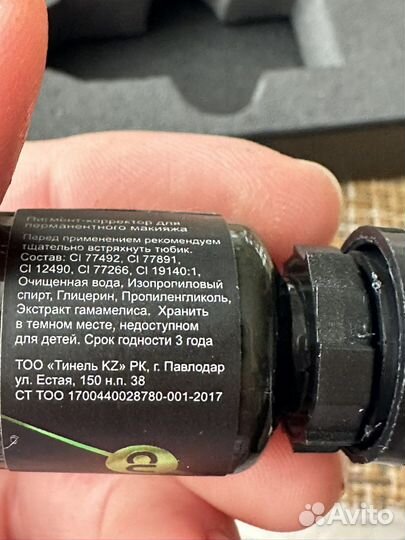 Пигмент-корректор для
перманентного макияжа
Перед применением рекомендуем
тщательно встряхнуть тюбик.
Состав: CI 77492, CI 77891,
CI 12490, CI 77266, CI 19140:1,
Очищенная вода, Изопропиловый
спирт, Глицерин, Пропиленгликоль,
Экстракт гамамелиса. Хранить
в темном месте, недоступном
для детей. Срок годности 3 года
ТОО «Тинель KZ» РК, г. Павлодар
ул. Естая, 150 н.п. 38
СТ ТОО 1700440028780-001-2017
Avito